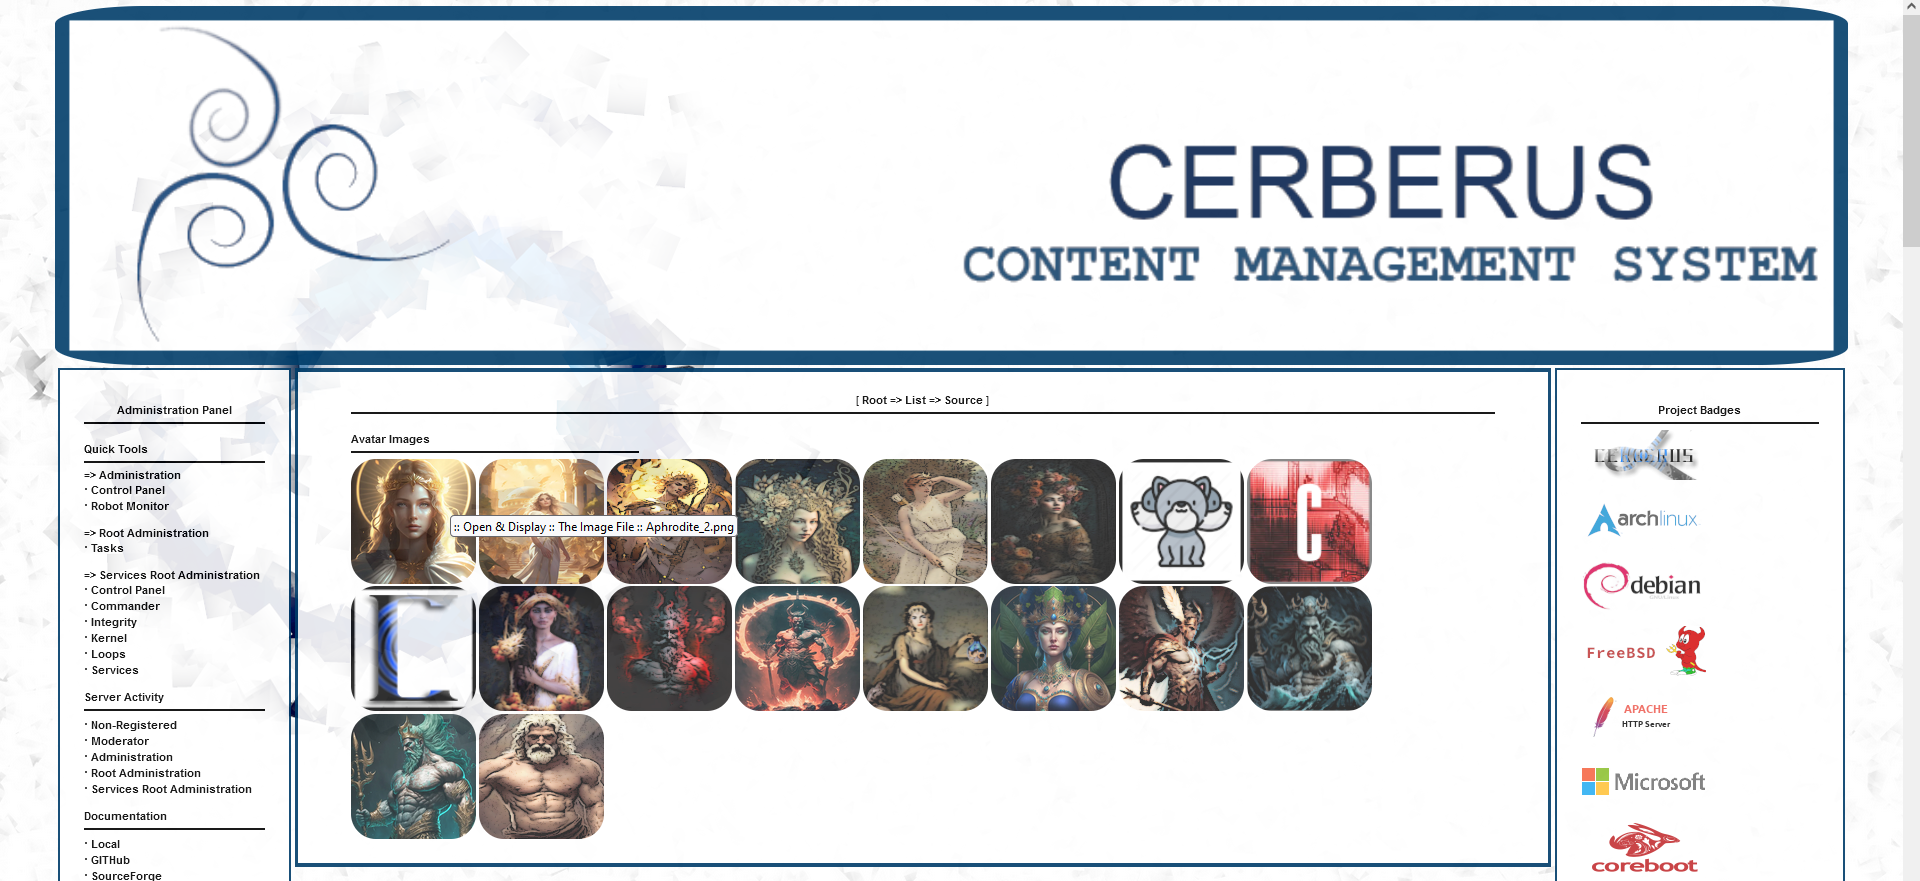 CERBERUS
CONTENT MANAGEMENT SYSTEM
Administration Panel
Quick Tools
=> Administration
· Control Panel
· Robot Monitor
=> Root Administration
· Tasks
=> Services Root Administration
· Control Panel
· Commander
· Integrity
· Kernel
· Loops
· Services
Server Activity
· Non-Registered
· Moderator
· Administration
· Root Administration
· Services Root Administration
Documentation
· Local
· GITHub
· SourceForge
[ Root => List => Source ]
Avatar Images
:: Open & Display :: The Image File :: Aphrodite_2.png
C
C
Project Badges
CERBERUS
archlinux
debian
FreeBSD
APACHE
HTTP Server
Microsoft
coreboot